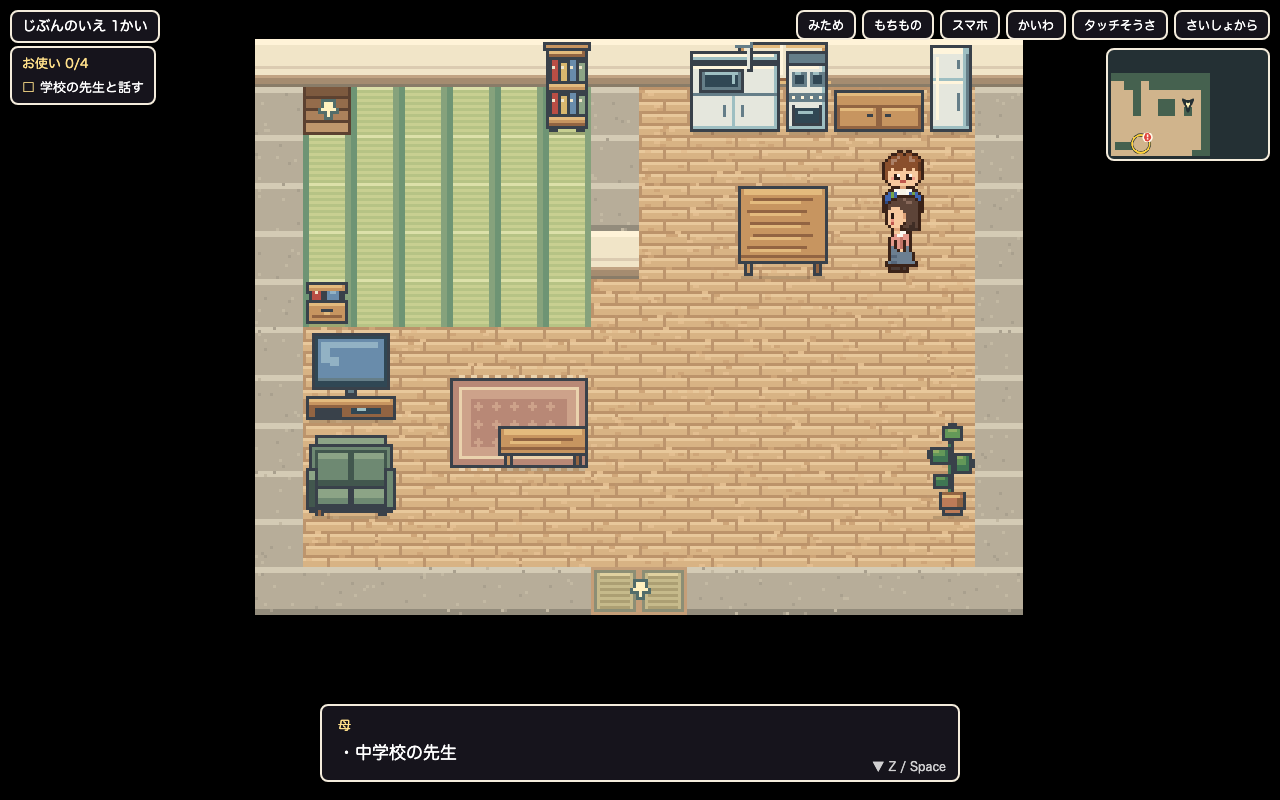 じぶんのいえ 1かい
お使い 0/4
☐ 学校の先生と話す
みため
もちもの
スマホ
かいわ
タッチそうさ
さいしょから
母
・中学校の先生
▼ Z / Space